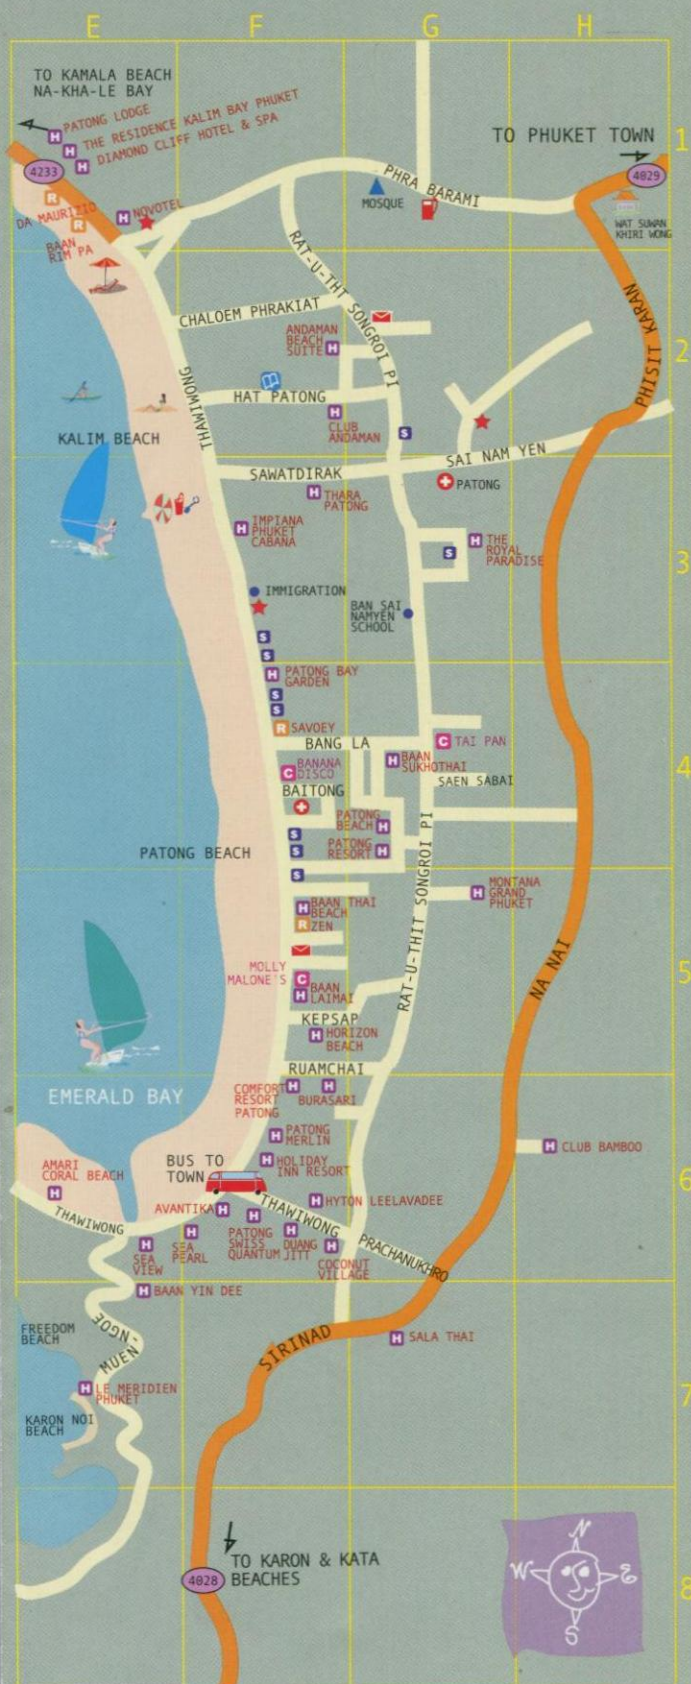 E
F
G
H
TO KAMALA BEACH
NA-KHA-LE BAY
PATONG LODGE
THE RESIDENCE KALIM BAY PHUKET
DIAMOND CLIFF HOTEL & SPA
TO PHUKET TOWN
1
4233
4029
R
DA MAURIZIO
R
BAAN
RIM PA
H
NOVOTEL
MOSQUE
PHRA BARAMI
WAT SUWAN
KHIRI WONG
RAT-U-THT SONGROI PI
CHALOEM PHRAKIAT
ANDAMAN
BEACH
SUITE
H
2
PHISIT KARAN
THAWIWONG
HAT PATONG
H
CLUB
ANDAMAN
S
KALIM BEACH
SAI NAM YEN
SAWATDIRAK
PATONG
H
THARA
PATONG
H
IMPIANA
PHUKET
CABANA
H
THE
ROYAL
PARADISE
S
3
IMMIGRATION
BAN SAI
NAMYEN
SCHOOL
S
S
H
PATONG BAY
GARDEN
S
S
R
SAVOEY
BANG LA
C
TAI PAN
H
BAAN
SUKHOTHAI
4
C
BANANA
DISCO
SAEN SABAI
BAITONG
PATONG
BEACH
H
S
S
PATONG
RESORT
H
PATONG BEACH
RAT-U-THIT SONGROI PI
S
H
MONTANA
GRAND
PHUKET
H
BAAN THAI
BEACH
R
ZEN
NA NAI
5
MOLLY
MALONE'S
C
H
BAAN
LAIMAI
KEPSAP
H
HORIZON
BEACH
RUAMCHAI
EMERALD BAY
COMFORT
RESORT
PATONG
H
H
BURASARI
H
PATONG
MERLIN
H
CLUB BAMBOO
BUS TO
TOWN
H
HOLIDAY
INN RESORT
6
AMARI
CORAL BEACH
H
H
HYTON LEELAVADEE
AVANTIKA
H
THAWIWONG
THAWIWONG
PRACHANUKHRO
H
SEA
VIEW
H
SEA
PEARL
H
PATONG
SWISS
QUANTUM
H
DUANG
JITT
H
COCONUT
VILLAGE
H
BAAN YIN DEE
FREEDOM
BEACH
NGOE-
MUEN
SIRINAD
H
SALA THAI
H
LE MERIDIEN
PHUKET
7
KARON NOI
BEACH
TO KARON & KATA
BEACHES
4028
8
N
W
E
S